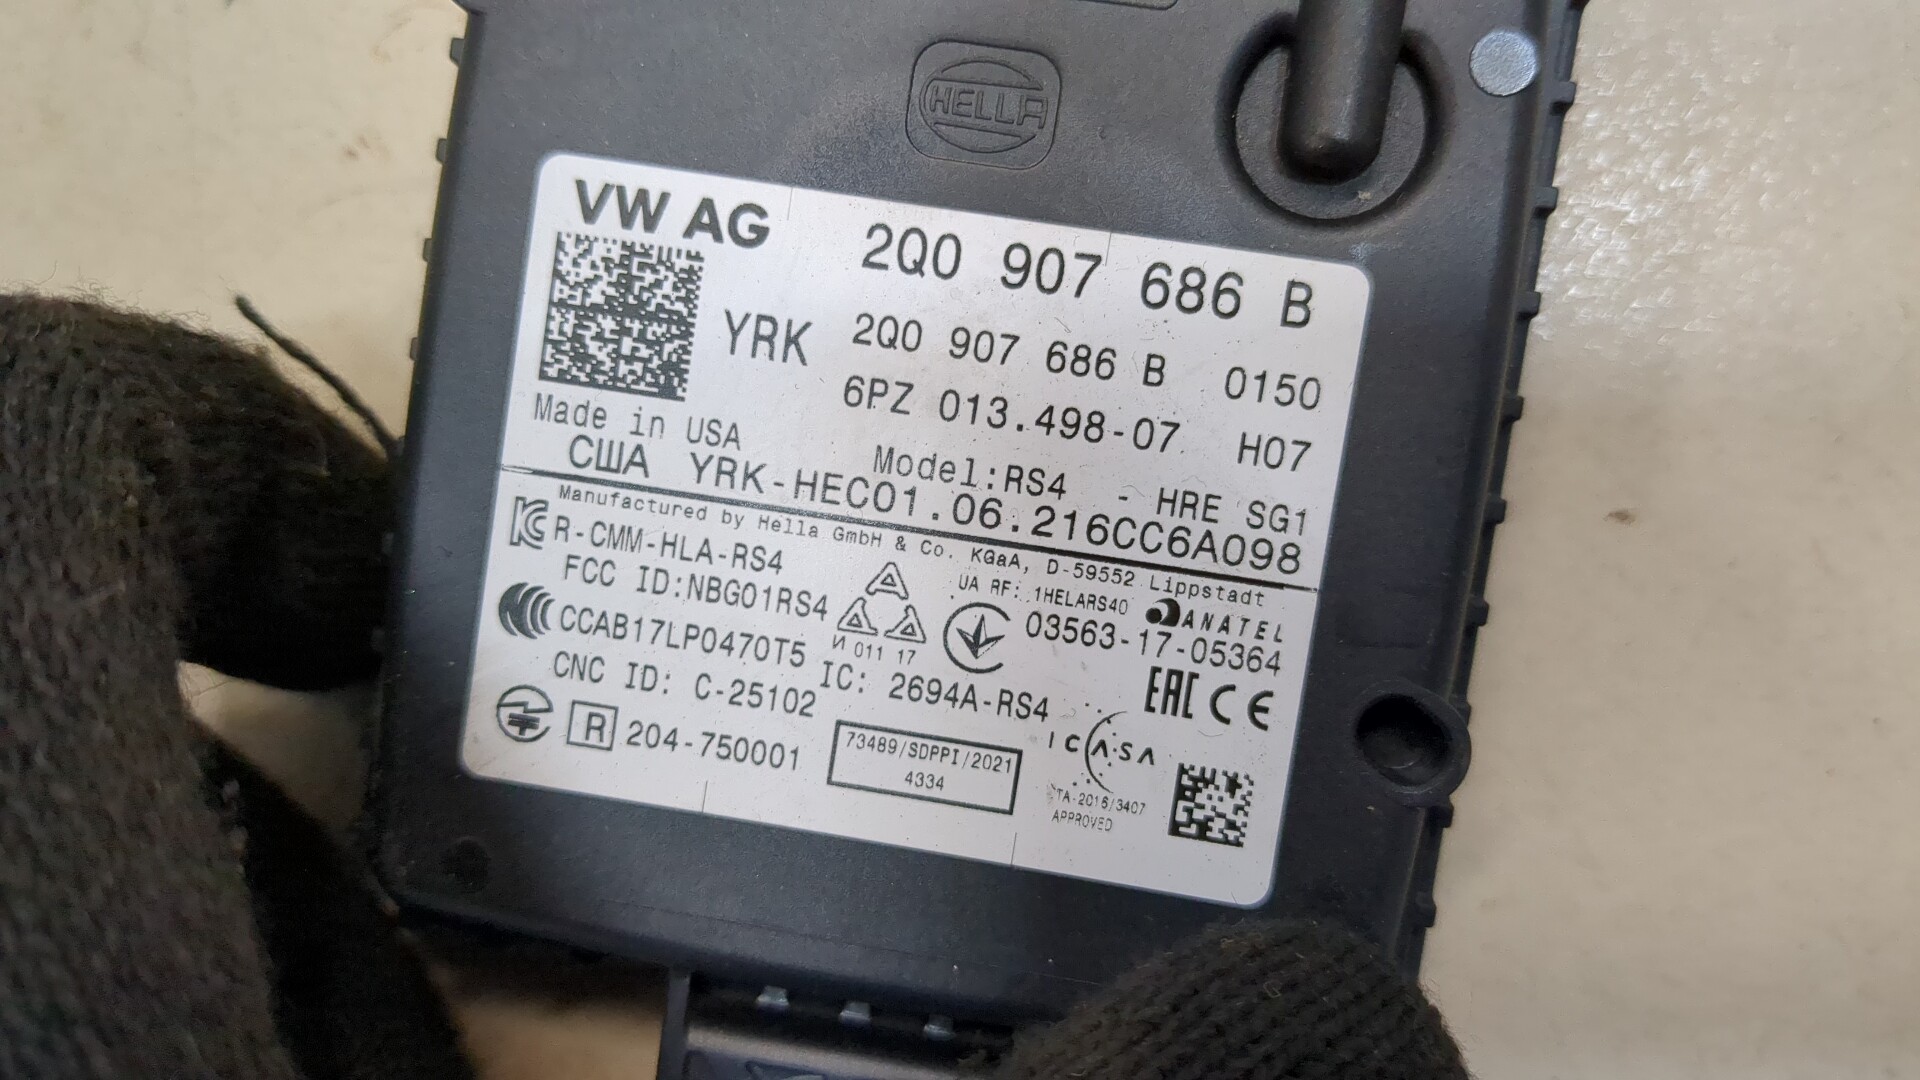 HELLA
VW AG 2Q0 907 686 B
YRK 2Q0 907 686 B 0150
6PZ 013.498-07 H07
Made in USA Model:RS4 - HRE SG1
США YRK-HEC01.06.216CC6A098
Manufactured by Hella GmbH & Co. KGaA, D-59552 Lippstadt
R-CMM-HLA-RS4 UA RF: 1HELARS40 ANATEL
FCC ID:NBG01RS4 03563-17-05364
CCAB17LP0470T5 И 011 17
CNC ID: C-25102 IC: 2694A-RS4 EAC CE
R 204-750001 73489/SDPPI/2021 ICASA
4334
TA-2016/3407
APPROVED